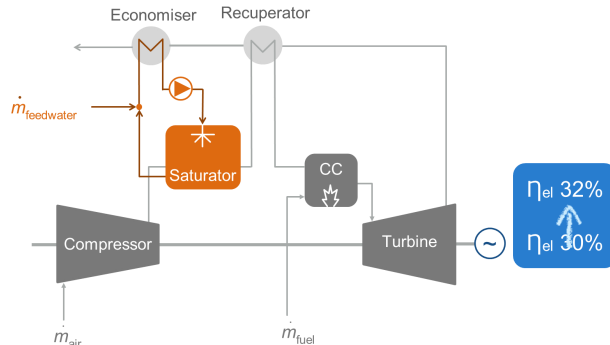 Economiser
Recuperator
ṁfeedwater
Saturator
CC
Compressor
Turbine
~
ηel 32%
ηel 30%
ṁair
ṁfuel